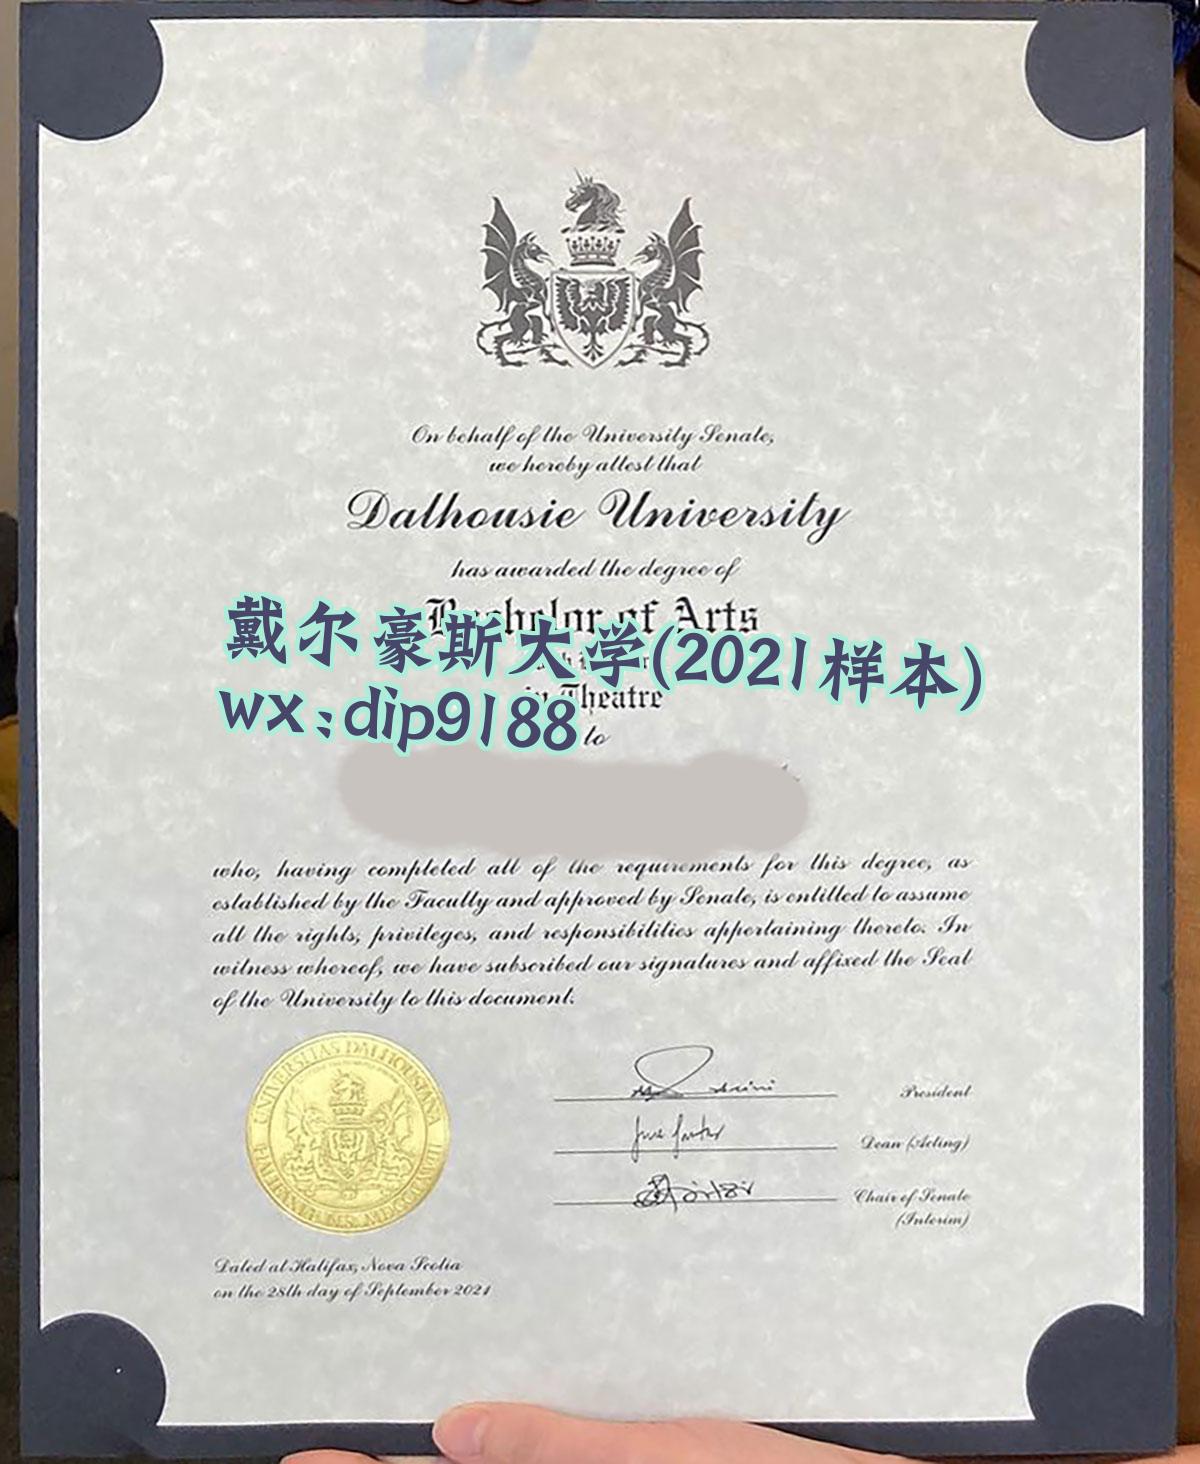 On behalf of the University Senate,
we hereby attest that
Dalhousie University
has awarded the degree of
Bachelor of Arts
戴尔豪斯大学(2021样本)
in Theatre
wx:dip9188
to
who, having completed all of the requirements for this degree, as
established by the Faculty and approved by Senate, is entitled to assume
all the rights, privileges, and responsibilities appertaining thereto. In
witness whereof, we have subscribed our signatures and affixed the Seal
of the University to this document.
UNIVERSITAS DALHOUSIANA
President
Dean (Acting)
Chair of Senate
(Interim)
Dated at Halifax, Nova Scotia
on the 28th day of September 2021